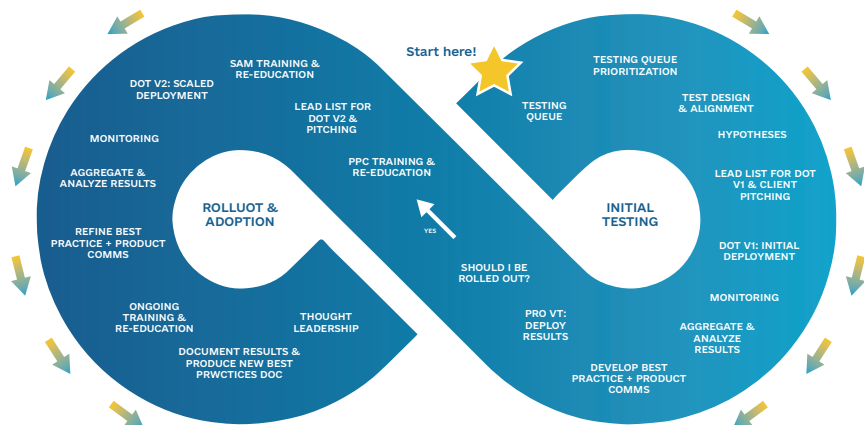 Start here!
TESTING
QUEUE
TESTING QUEUE
PRIORITIZATION
TEST DESIGN
& ALIGNMENT
HYPOTHESES
LEAD LIST FOR DOT
V1 & CLIENT
PITCHING
DOT V1: INITIAL
DEPLOYMENT
MONITORING
AGGREGATE &
ANALYZE
RESULTS
DEVELOP BEST
PRACTICE + PRODUCT
COMMS
PRO VT:
DEPLOY
RESULTS
SHOULD I BE
ROLLED OUT?
YES
INITIAL
TESTING
PPC TRAINING &
RE-EDUCATION
LEAD LIST FOR
DOT V2 &
PITCHING
SAM TRAINING &
RE-EDUCATION
DOT V2: SCALED
DEPLOYMENT
MONITORING
AGGREGATE &
ANALYZE RESULTS
REFINE BEST
PRACTICE + PRODUCT
COMMS
ONGOING
TRAINING &
RE-EDUCATION
DOCUMENT RESULTS &
PRODUCE NEW BEST
PRWCTICES DOC
THOUGHT
LEADERSHIP
ROLLUOT &
ADOPTION